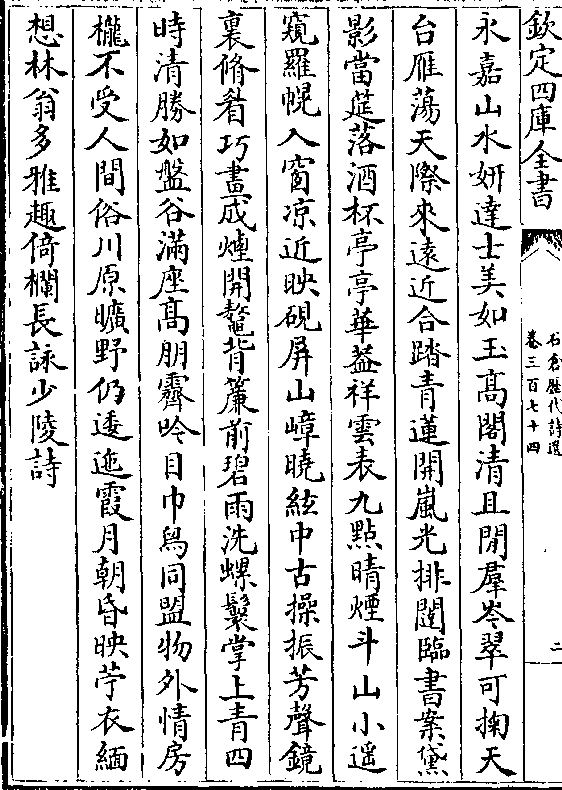 欽定四庫全書
石倉歷代詩選
卷三百七十四
二
永嘉山水妍達士美如玉髙閣清且閒羣岑翠可掬天
台雁蕩天際來遠近合踏青蓮開嵐光排闥臨書案黛
影當筵落酒杯亭亭華葢祥雲表九點晴煙斗山小遥
窺羅幌入窗凉近映硯屏山嶂曉絃中古操振芳聲鏡
裏脩眉巧畫成煙開鼇背簾前碧雨洗螺鬟掌上青四
時清勝如盤谷滿座髙朋霽吟目巾舄同盟物外情房
櫳不受人間俗川原曠野仍逶迤霞月朝昏映苧衣緬
想林翁多雅趣倚欄長詠少陵詩